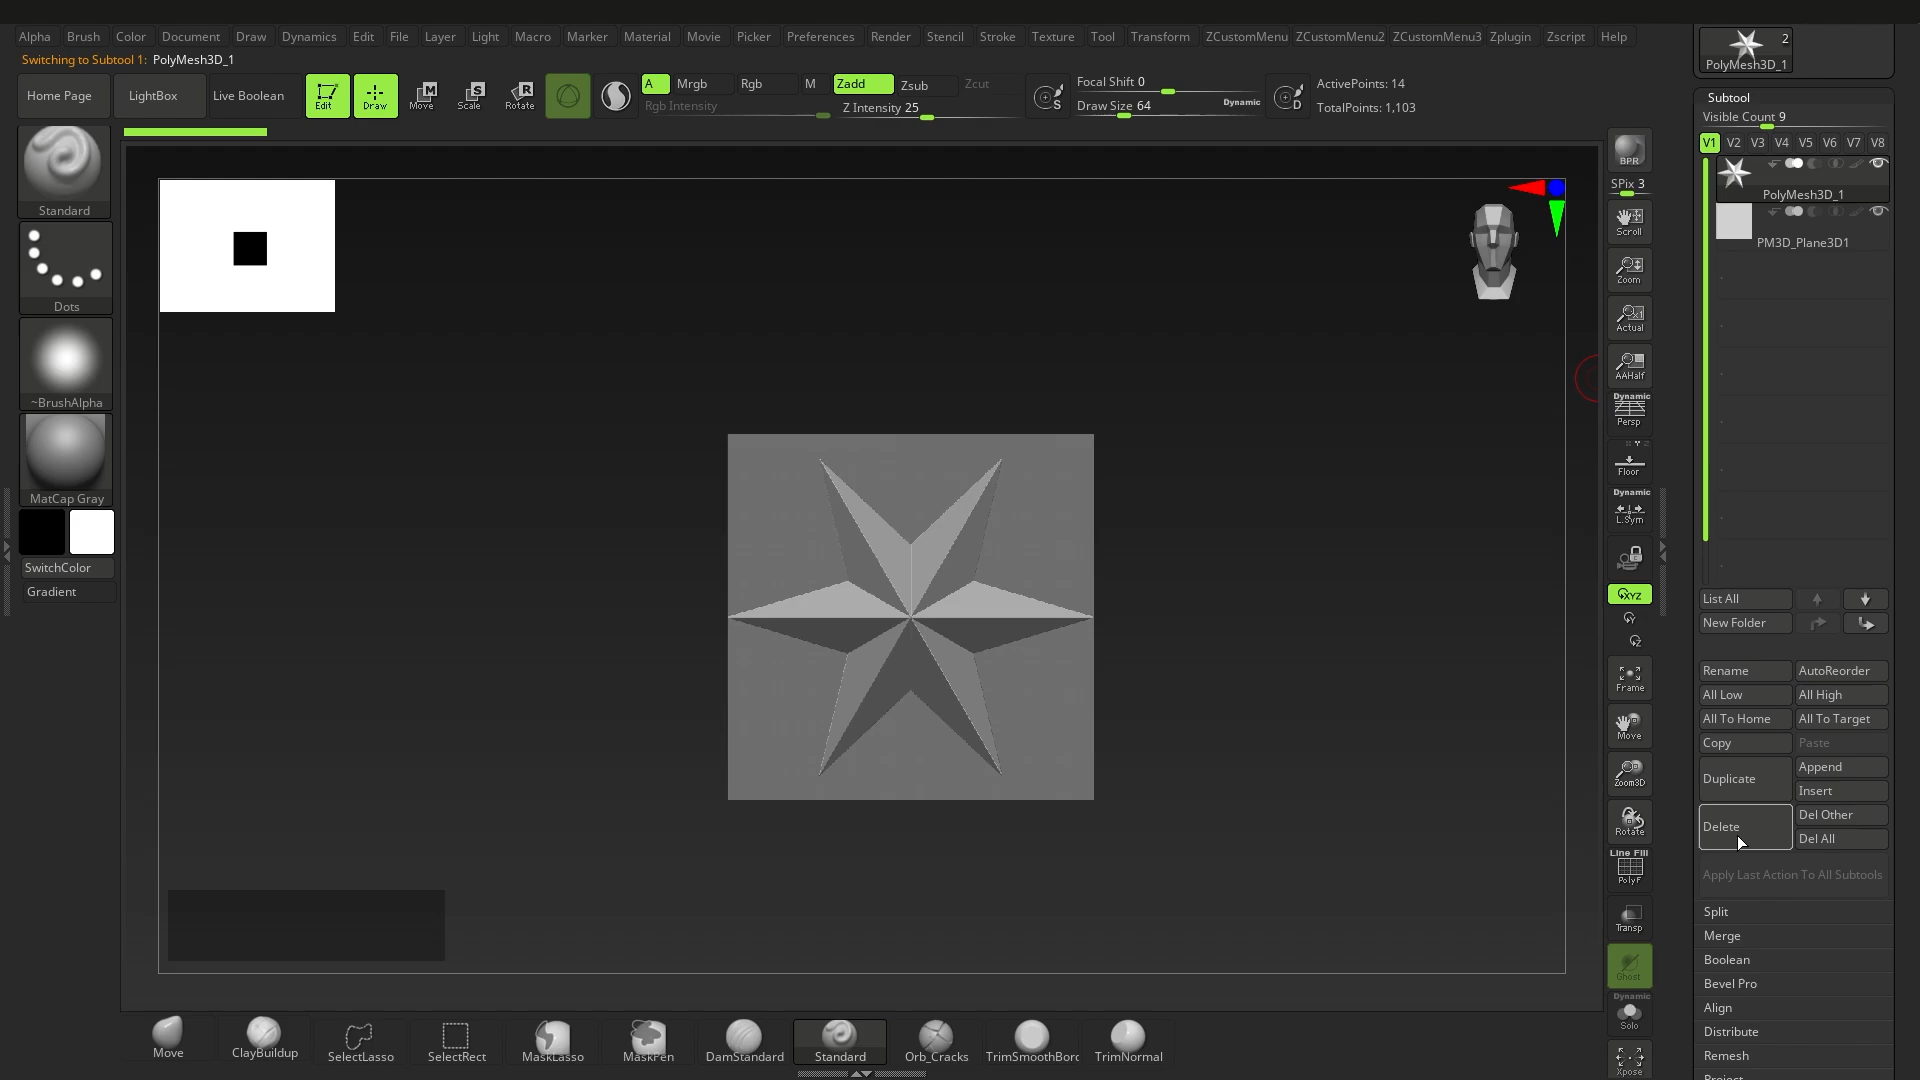 Alpha Brush Color Document Draw Dynamics Edit File Layer Light Macro Marker Material Movie Picker Preferences Render Stencil Stroke Texture Tool Transform ZCustomMenu ZCustomMenu2 ZCustomMenu3 Zplugin Zscript Help
Switching to Subtool 1: PolyMesh3D_1
Home Page LightBox Live Boolean Edit Draw Move Scale Rotate
A Mrgb Rgb M Zadd Zsub Zcut
Rgb Intensity Z Intensity 25
S Focal Shift 0
Draw Size 64 Dynamic D
ActivePoints: 14
TotalPoints: 1,103
Standard
Dots
~BrushAlpha
MatCap Gray
SwitchColor
Gradient
BPR
SPix 3
Scroll
Zoom
Actual
AAHalf
Dynamic
Persp
Floor
Dynamic
L.Sym
XYZ
Y
Z
Frame
Move
Zoom3D
Rotate
Line Fill
PolyF
Transp
Ghost
Dynamic
Solo
Xpose
2
PolyMesh3D_1
Subtool
Visible Count 9
V1 V2 V3 V4 V5 V6 V7 V8
PolyMesh3D_1
PM3D_Plane3D1
List All
New Folder
Rename AutoReorder
All Low All High
All To Home All To Target
Copy Paste
Duplicate Append
Insert
Delete Del Other
Del All
Apply Last Action To All Subtools
Split
Merge
Boolean
Bevel Pro
Align
Distribute
Remesh
Project
Move ClayBuildup SelectLasso SelectRect MaskLasso MaskPen DamStandard Standard Orb_Cracks TrimSmoothBorc TrimNormal